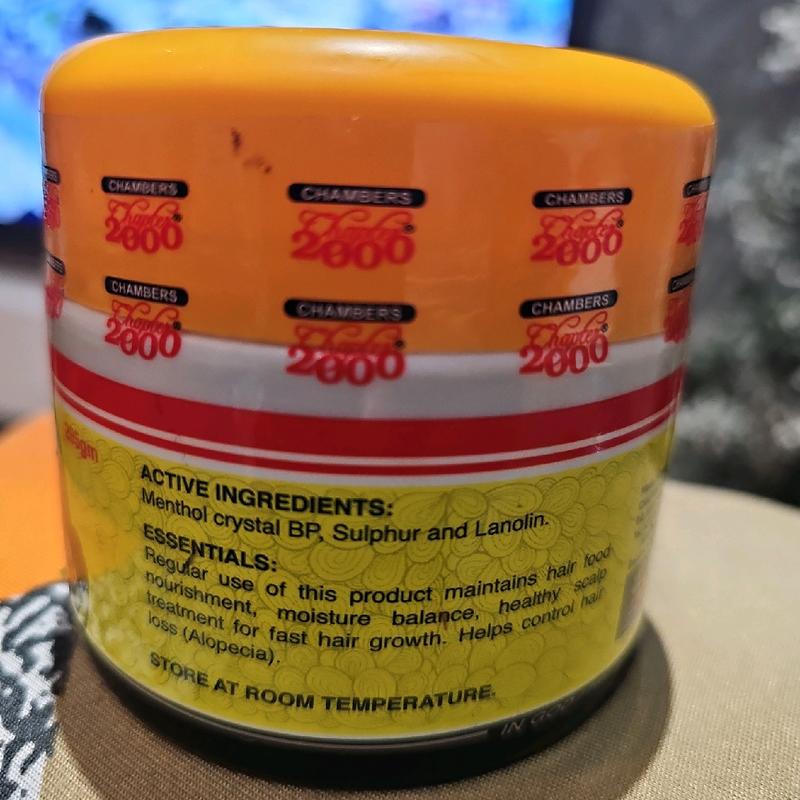 CHAMBERS CHAMBERS CHAMBERS
Chapter® 2000 Chapter® 2000 Chapter® 2000
CHAMBERS CHAMBERS CHAMBERS
Chapter® 2000 Chapter® 2000 Chapter® 2000
ACTIVE INGREDIENTS:
Menthol crystal BP, Sulphur and Lanolin.
ESSENTIALS:
Regular use of this product maintains hair food
nourishment, moisture balance, healthy scalp
treatment for fast hair growth. Helps control hair
loss (Alopecia).
STORE AT ROOM TEMPERATURE.
IN GOD